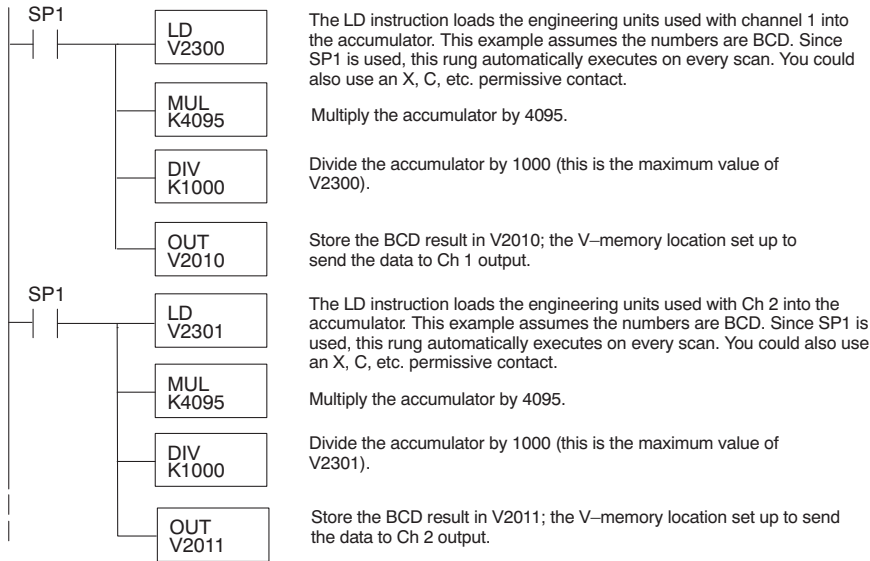 SP1
LD
V2300
The LD instruction loads the engineering units used with channel 1 into
the accumulator. This example assumes the numbers are BCD. Since
SP1 is used, this rung automatically executes on every scan. You could
also use an X, C, etc. permissive contact.
MUL
K4095
Multiply the accumulator by 4095.
DIV
K1000
Divide the accumulator by 1000 (this is the maximum value of
V2300).
OUT
V2010
Store the BCD result in V2010; the V–memory location set up to
send the data to Ch 1 output.
SP1
LD
V2301
The LD instruction loads the engineering units used with Ch 2 into the
accumulator. This example assumes the numbers are BCD. Since SP1 is
used, this rung automatically executes on every scan. You could also use
an X, C, etc. permissive contact.
MUL
K4095
Multiply the accumulator by 4095.
DIV
K1000
Divide the accumulator by 1000 (this is the maximum value of
V2301).
OUT
V2011
Store the BCD result in V2011; the V–memory location set up to send
the data to Ch 2 output.